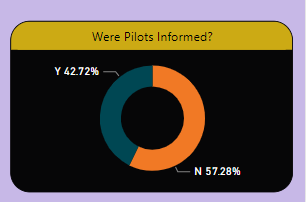 Were Pilots Informed?
Y 42.72%
N 57.28%